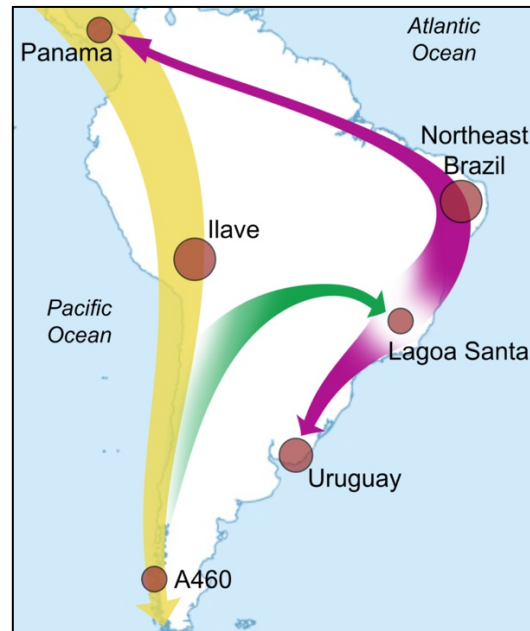 Atlantic
Ocean
Panama
Northeast
Brazil
Ilave
Pacific
Ocean
Lagoa Santa
Uruguay
A460